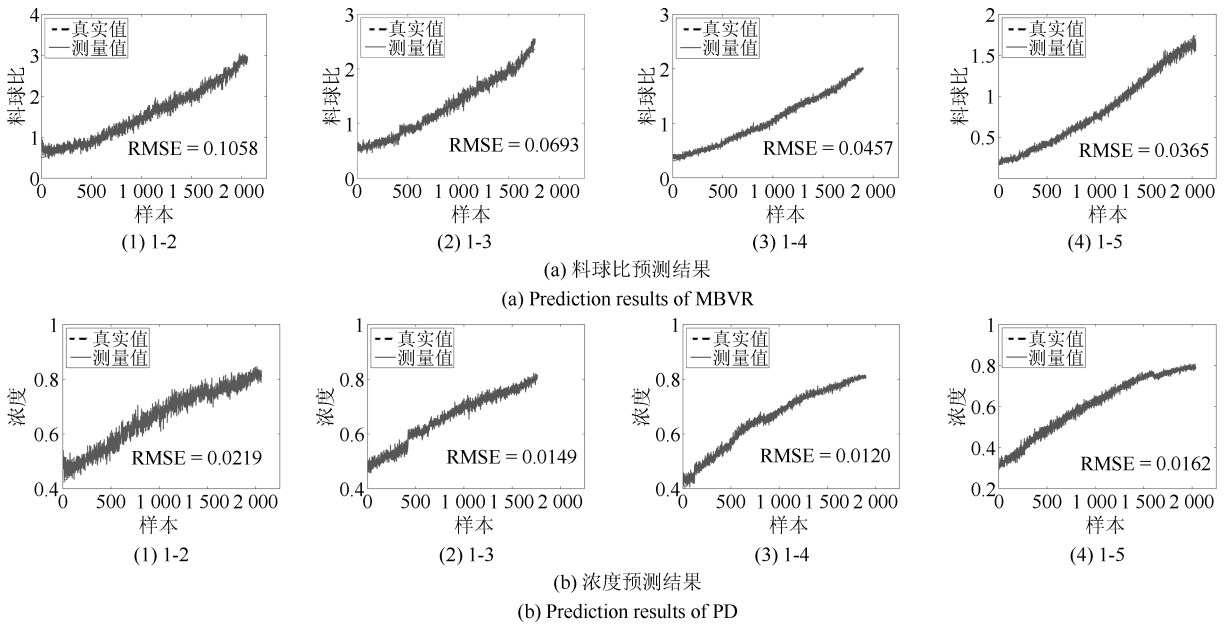 4
3
2
1
0
料球比
真实值
测量值
RMSE = 0.1058
0 500 1 000 1 500 2 000
样本
(1) 1-2
3
2
1
0
料球比
真实值
测量值
RMSE = 0.0693
0 500 1 000 1 500 2 000
样本
(2) 1-3
3
2
1
0
料球比
真实值
测量值
RMSE = 0.0457
0 500 1 000 1 500 2 000
样本
(3) 1-4
2
1.5
1
0.5
料球比
真实值
测量值
RMSE = 0.0365
0 500 1 000 1 500 2 000
样本
(4) 1-5
(a) 料球比预测结果
(a) Prediction results of MBVR
1
0.8
0.6
0.4
浓度
真实值
测量值
RMSE = 0.0219
0 500 1 000 1 500 2 000
样本
(1) 1-2
1
0.8
0.6
0.4
浓度
真实值
测量值
RMSE = 0.0149
0 500 1 000 1 500 2 000
样本
(2) 1-3
1
0.8
0.6
0.4
浓度
真实值
测量值
RMSE = 0.0120
0 500 1 000 1 500 2 000
样本
(3) 1-4
1
0.8
0.6
0.4
0.2
浓度
真实值
测量值
RMSE = 0.0162
0 500 1 000 1 500 2 000
样本
(4) 1-5
(b) 浓度预测结果
(b) Prediction results of PD